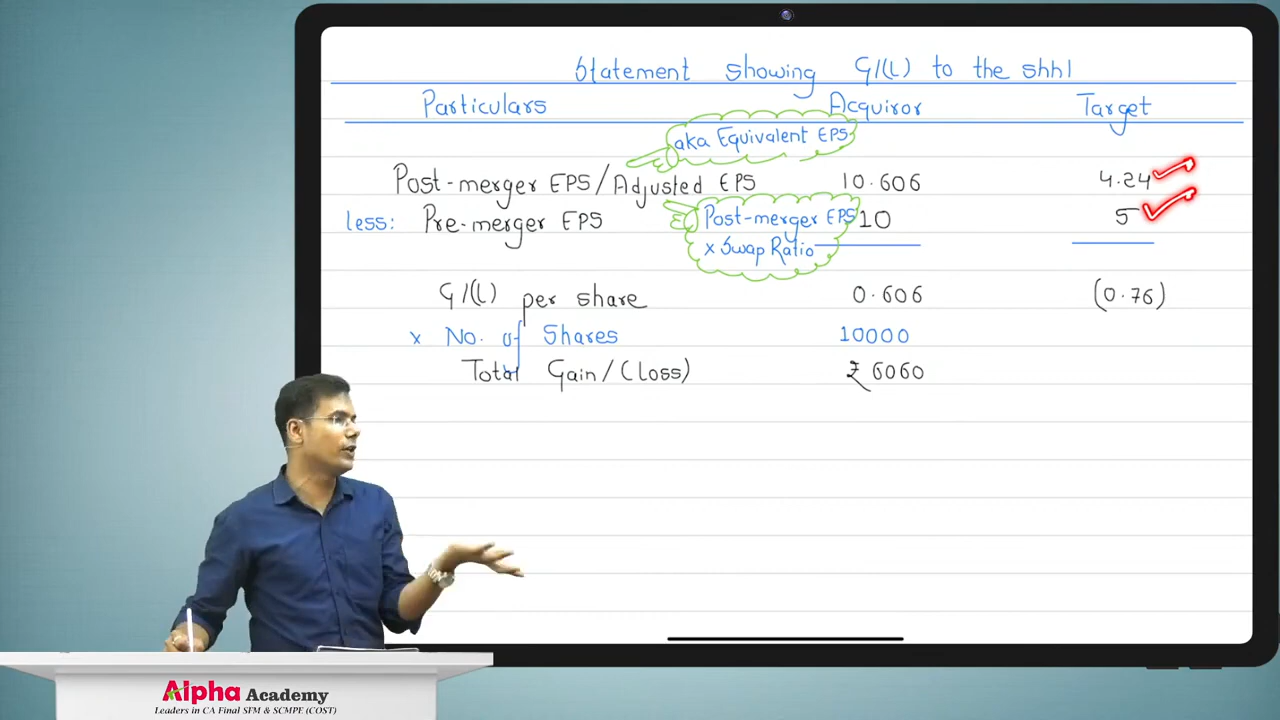 Statement showing G/(L) to the shhl
Particulars Acquiror Target
aka Equivalent EPS
Post-merger EPS/Adjusted EPS 10.606 4.24
less: Pre-merger EPS 10 5
Post-merger EPS
x Swap Ratio
G/(L) per share 0.606 (0.76)
x No. of Shares 10000
Total Gain/(loss) ₹ 6060
Alpha Academy
Leaders in CA Final SFM & SCMPE (COST)